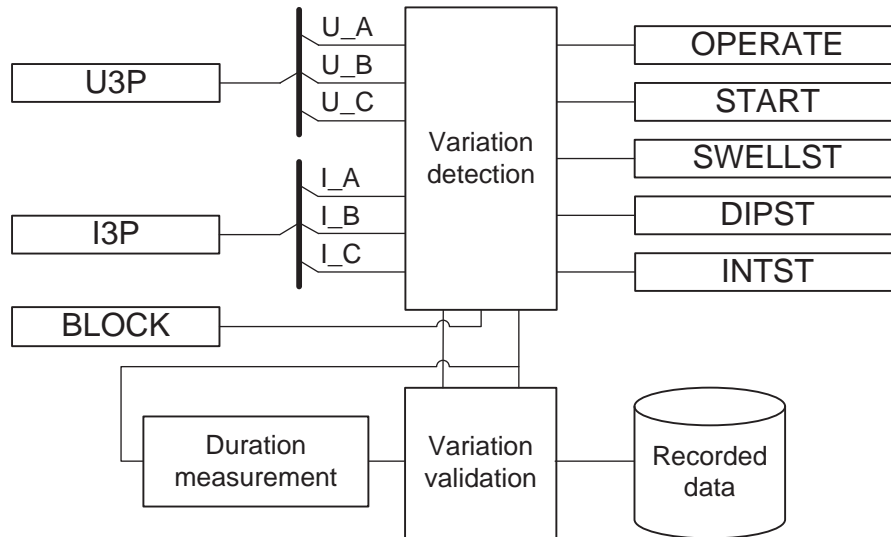 U3P
U_A
U_B
U_C
I3P
I_A
I_B
I_C
BLOCK
Variation
detection
OPERATE
START
SWELLST
DIPST
INTST
Duration
measurement
Variation
validation
Recorded
data